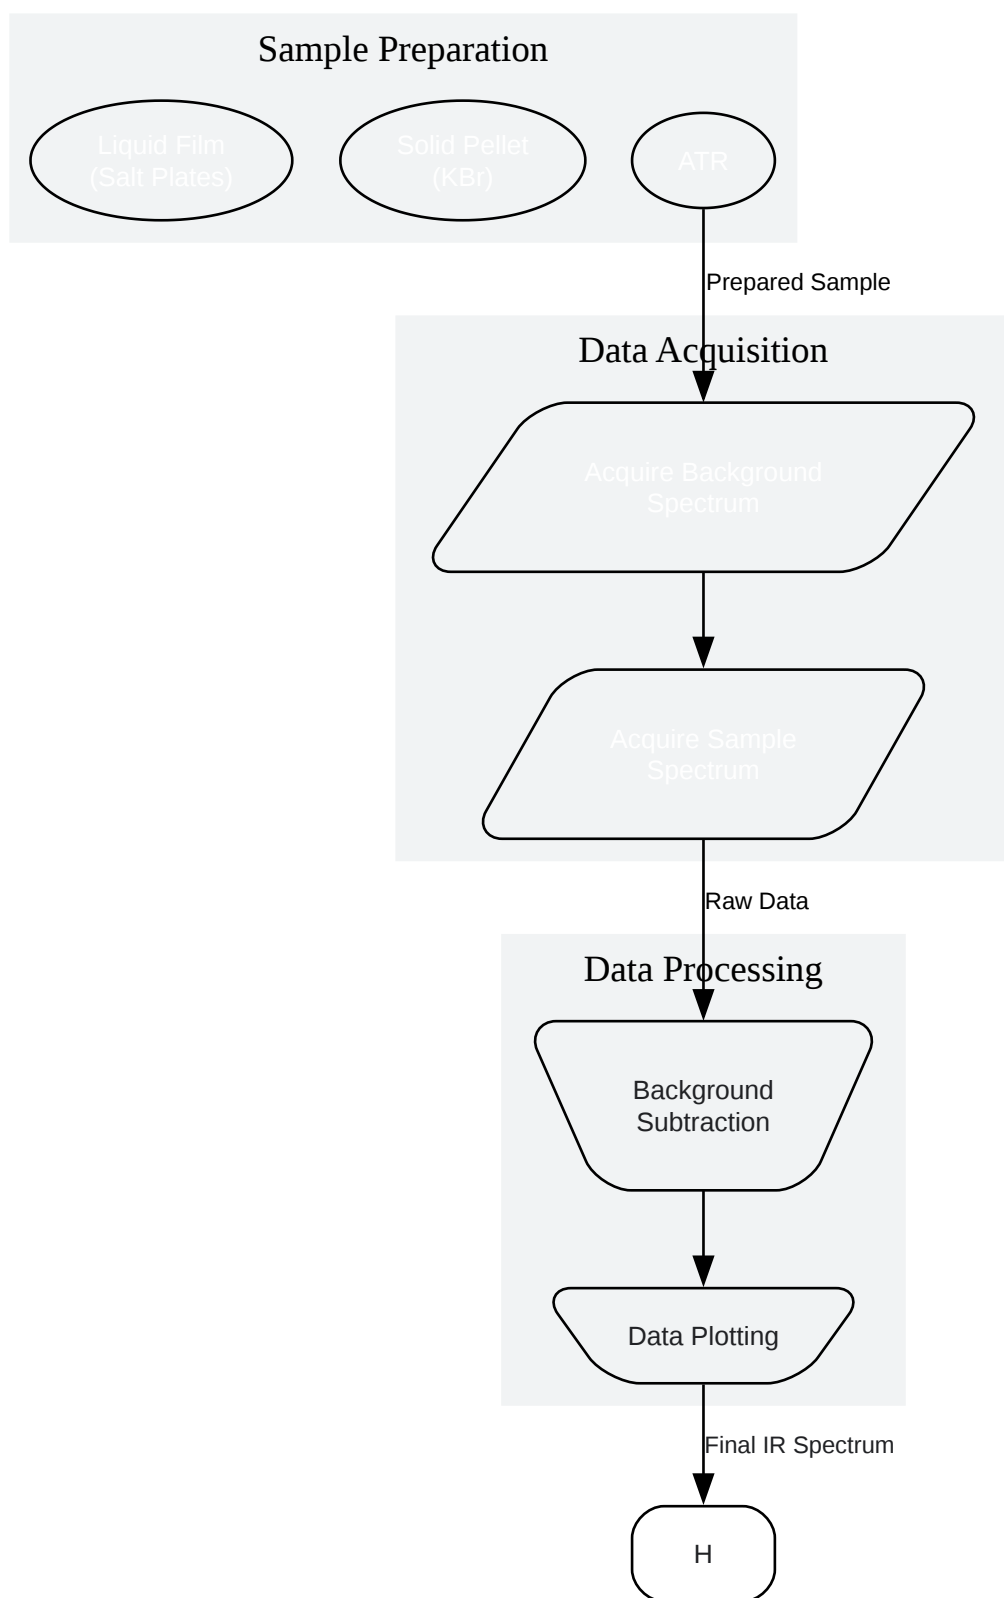 Sample Preparation
Liquid Film
(Salt Plates)
Solid Pellet
(KBr)
ATR
Prepared Sample
Data Acquisition
Acquire Background
Spectrum
Acquire Sample
Spectrum
Raw Data
Data Processing
Background
Subtraction
Data Plotting
Final IR Spectrum
H